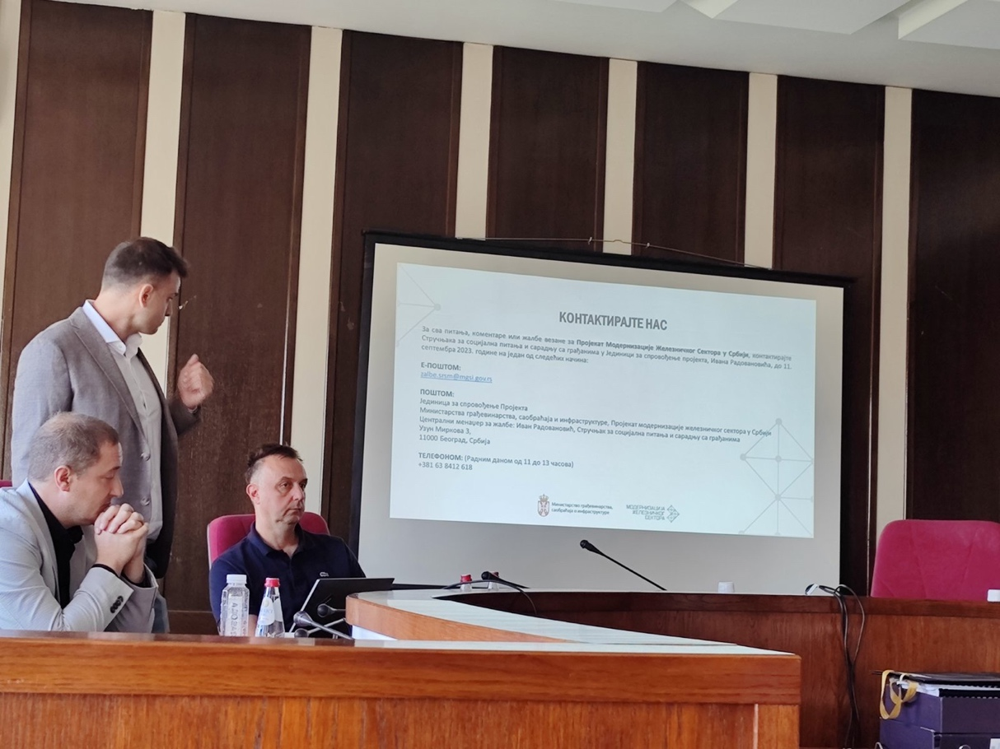 КОНТАКТИРАЈТЕ НАС
За сва питања, коментаре или жалбе везане за Пројекат Модернизације Железничког Сектора у Србији, контактирајте
Стручњака за социјална питања и сарадњу са грађанима у Јединици за спровођење пројекта, Ивана Радовановића, до 11.
септембра 2023. године на један од следећих начина:
Е-ПОШТОМ:
zalbe.srsm@mgsi.gov.rs
ПОШТОМ:
Јединица за спровођење Пројекта
Министарства грађевинарства, саобраћаја и инфраструктуре, Пројекат модернизације железничког сектора у Србији
Централни менаџер за жалбе: Иван Радовановић, Стручњак за социјална питања и сарадњу са грађанима
Узун Миркова 3,
11000 Београд, Србија
ТЕЛЕФОНОМ: (Радним даном од 11 до 13 часова)
+381 63 8412 618
Министарство грађевинарства,
саобраћаја и инфраструктуре
МОДЕРНИЗАЦИЈА
ЖЕЛЕЗНИЧКОГ
СЕКТОРА